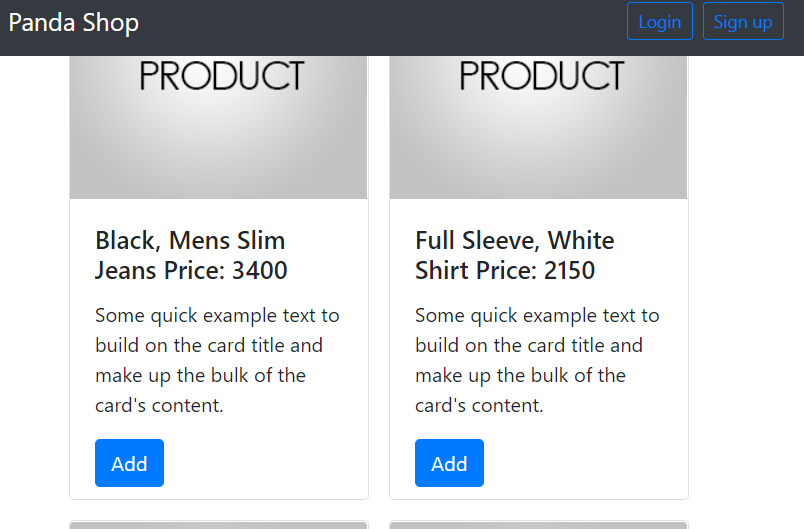 Panda Shop
Login
Sign up
PRODUCT
PRODUCT
Black, Mens Slim
Jeans Price: 3400
Some quick example text to
build on the card title and
make up the bulk of the
card's content.
Add
Full Sleeve, White
Shirt Price: 2150
Some quick example text to
build on the card title and
make up the bulk of the
card's content.
Add